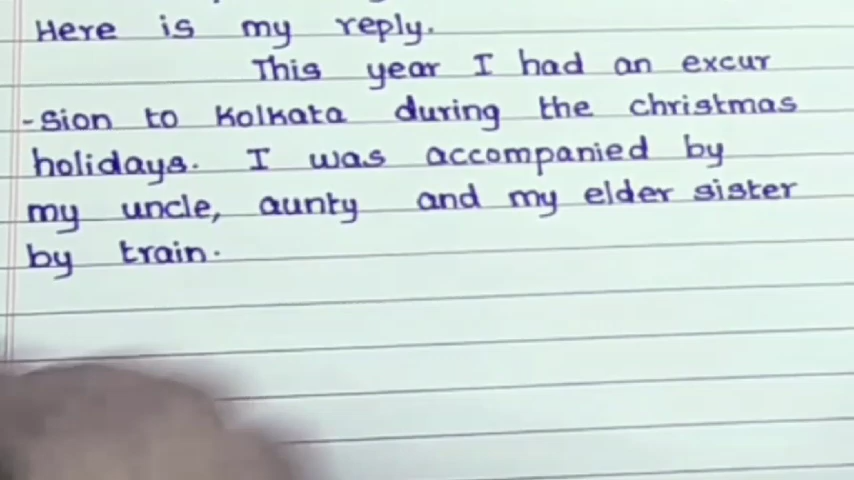 Here is my reply.
This year I had an excur
-sion to Kolkata during the christmas
holidays. I was accompanied by
my uncle, aunty and my elder sister
by train.